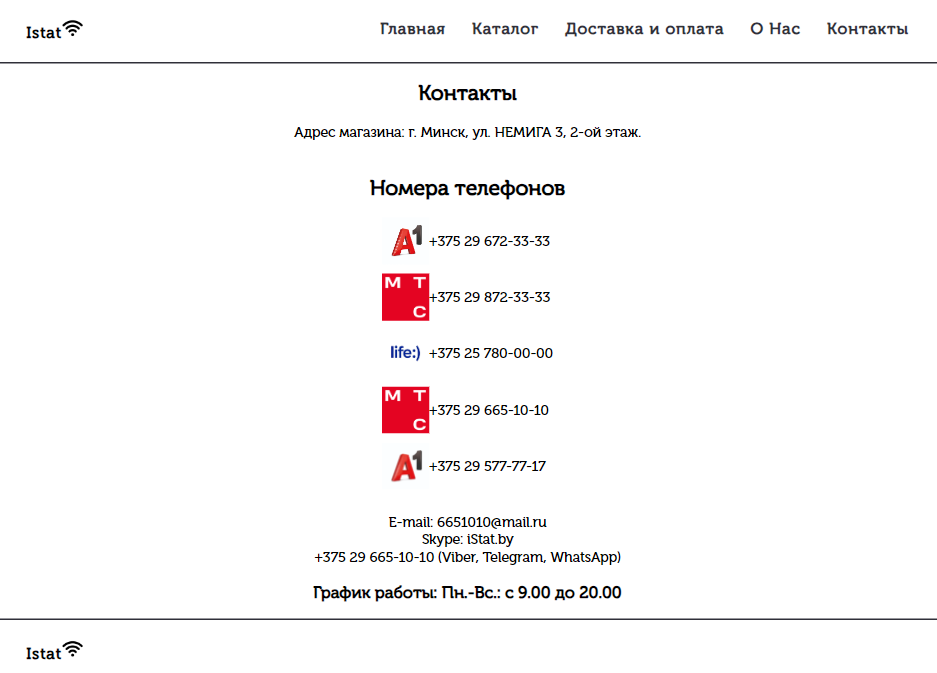 Istat
Главная Каталог Доставка и оплата О Нас Контакты
Контакты
Адрес магазина: г. Минск, ул. НЕМИГА 3, 2-ой этаж.
Номера телефонов
A1 +375 29 672-33-33
М Т С +375 29 872-33-33
life:) +375 25 780-00-00
М Т С +375 29 665-10-10
A1 +375 29 577-77-17
E-mail: 6651010@mail.ru
Skype: iStat.by
+375 29 665-10-10 (Viber, Telegram, WhatsApp)
График работы: Пн.-Вс.: с 9.00 до 20.00
Istat